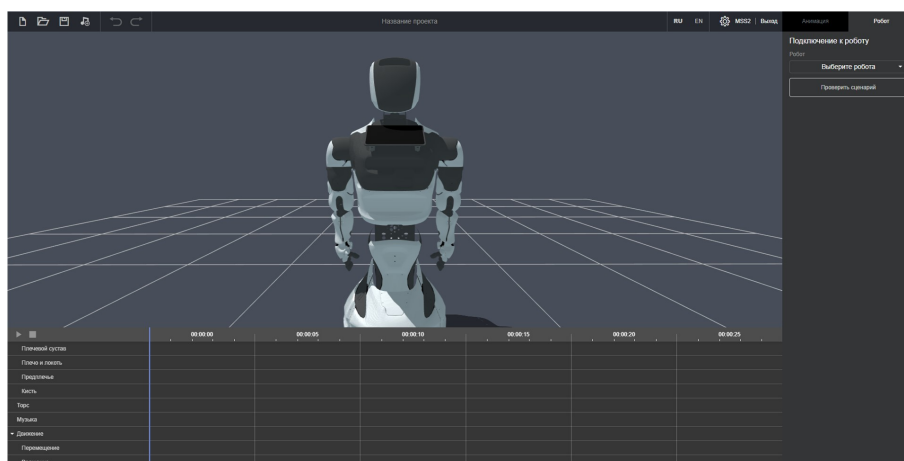 Название проекта
RU EN MSS2 | Выход
Анимация Робот
Подключение к роботу
Робот
Выберите робота
Проверить сценарий
00:00:00 00:00:05 00:00:10 00:00:15 00:00:20 00:00:25
Плечевой сустав
Плечо и локоть
Предплечье
Кисть
Торс
Музыка
Движение
Перемещение